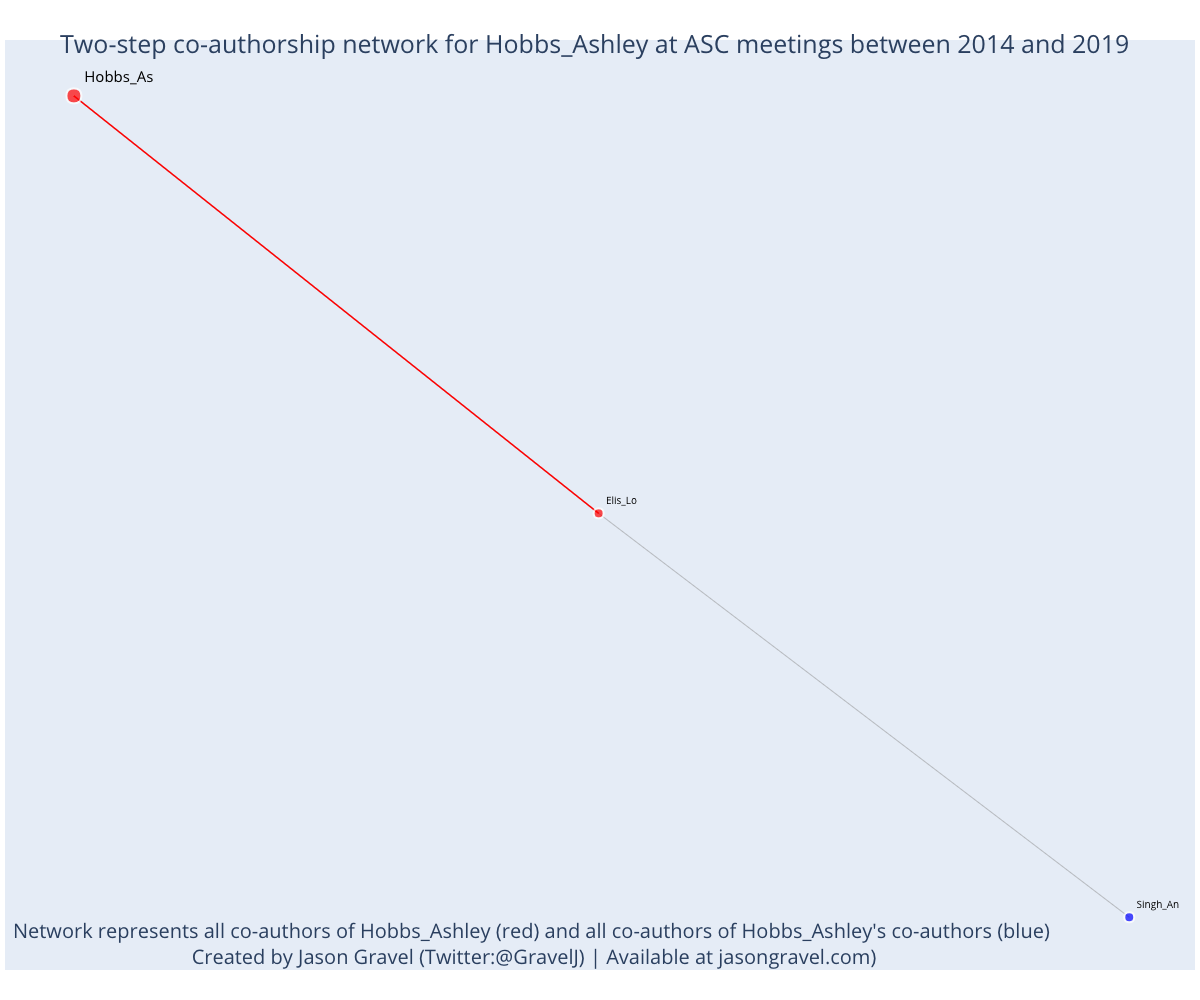 Two-step co-authorship network for Hobbs_Ashley at ASC meetings between 2014 and 2019
Hobbs_As
Elis_Lo
Singh_An
Network represents all co-authors of Hobbs_Ashley (red) and all co-authors of Hobbs_Ashley's co-authors (blue)
Created by Jason Gravel (Twitter:@GravelJ) | Available at jasongravel.com)